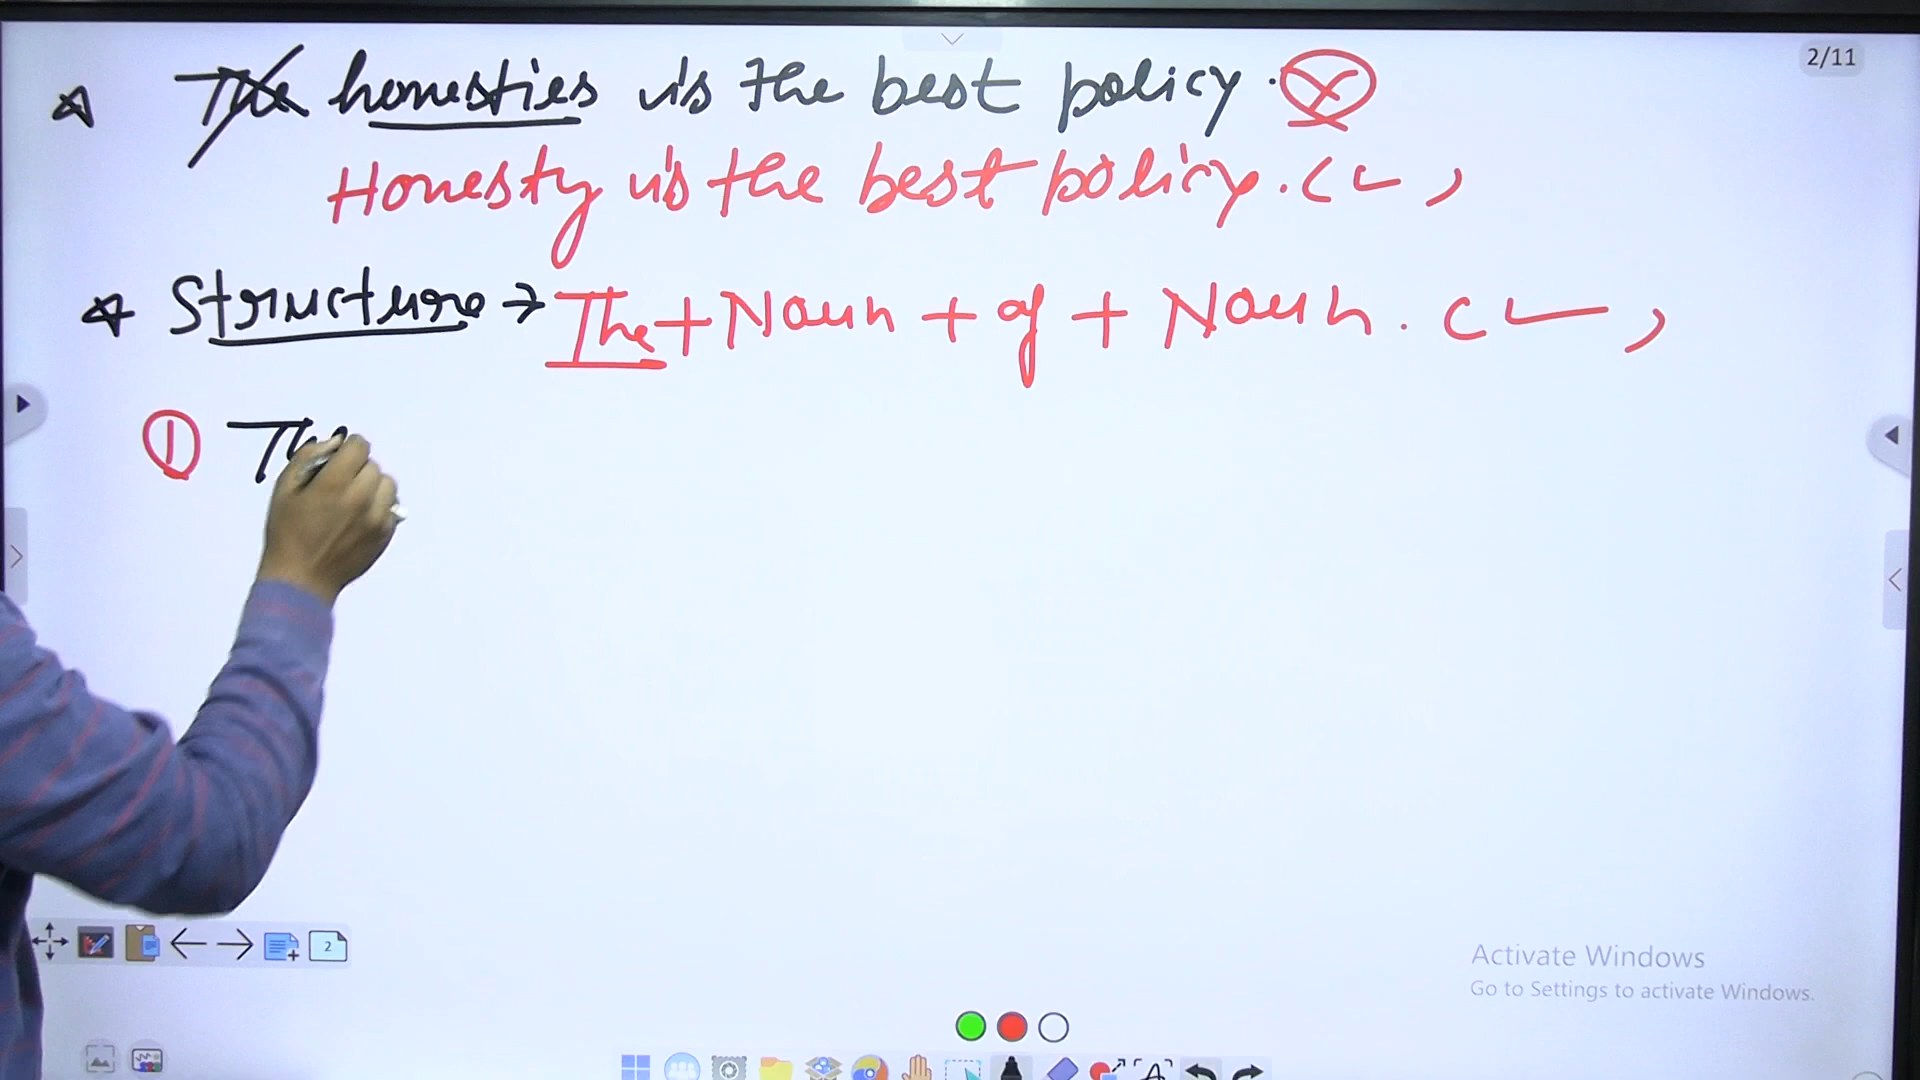 2/11
☆ The honesties is the best policy. ⓧ
Honesty is the best policy. (✓)
☆ Structure → The + Noun + of + Noun. (✓)
① Th
2
Activate Windows
Go to Settings to activate Windows.